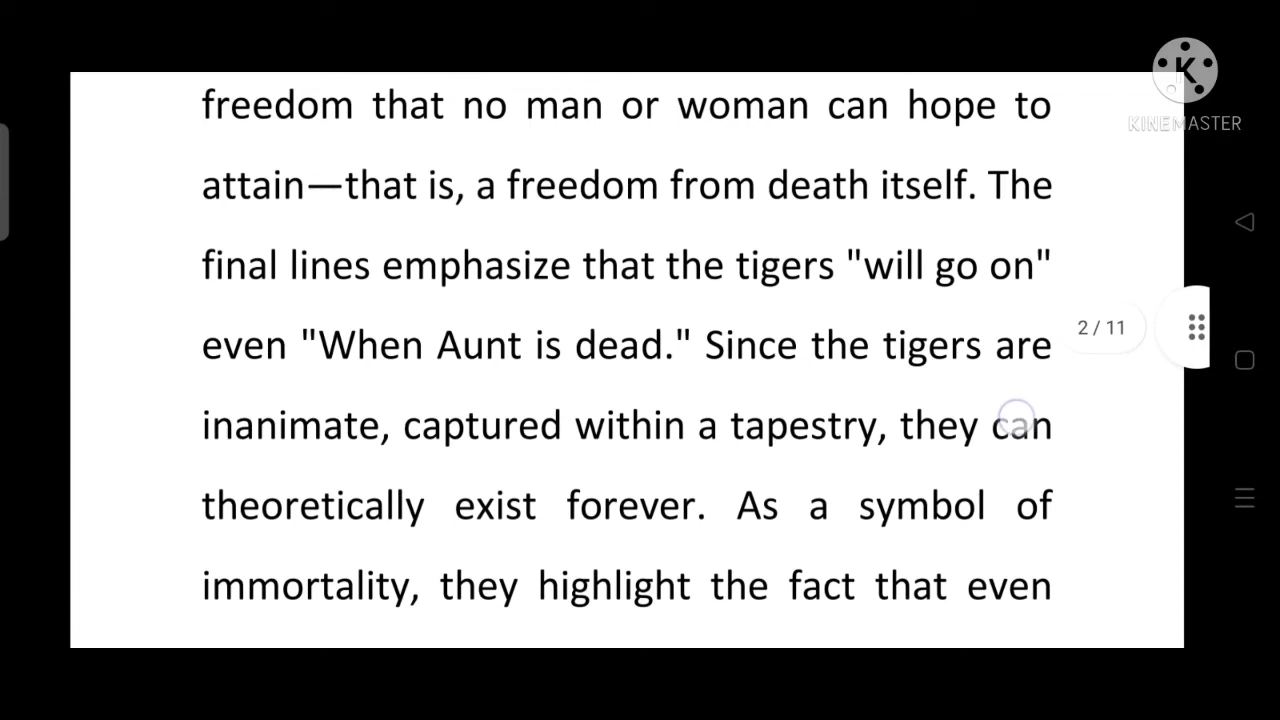 freedom that no man or woman can hope to
attain—that is, a freedom from death itself. The
final lines emphasize that the tigers "will go on"
even "When Aunt is dead." Since the tigers are
inanimate, captured within a tapestry, they can
theoretically exist forever. As a symbol of
immortality, they highlight the fact that even
K
KINEMASTER
2 / 11